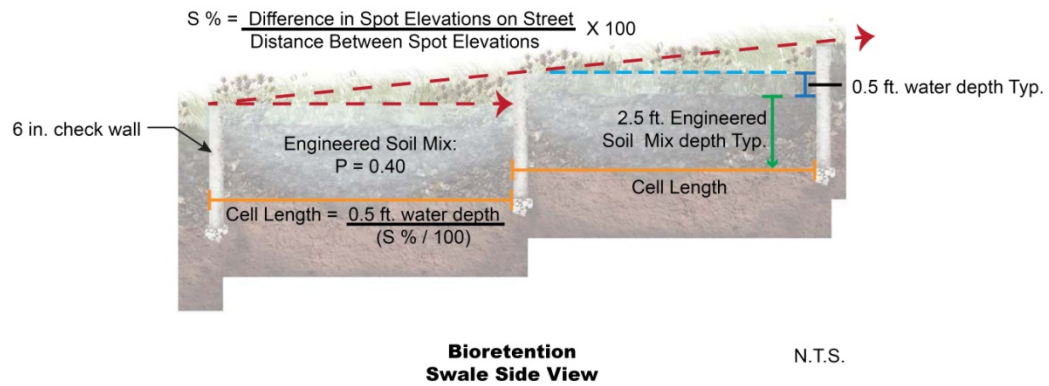 S % = Difference in Spot Elevations on Street X 100
Distance Between Spot Elevations
0.5 ft. water depth Typ.
6 in. check wall
Engineered Soil Mix:
P = 0.40
2.5 ft. Engineered
Soil Mix depth Typ.
Cell Length
Cell Length = 0.5 ft. water depth
(S % / 100)
Bioretention
Swale Side View
N.T.S.